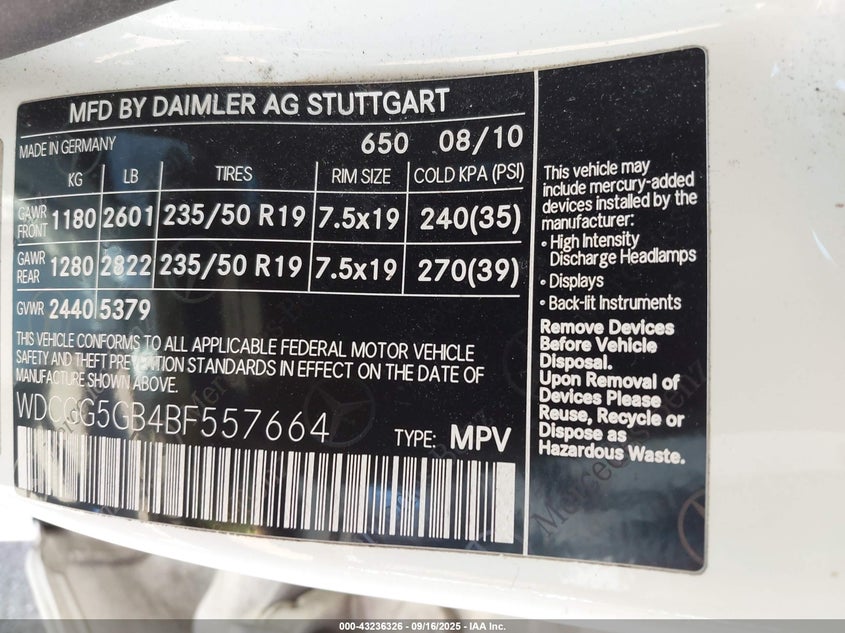 MFD BY DAIMLER AG STUTTGART
MADE IN GERMANY 650 08/10
KG LB TIRES RIM SIZE COLD KPA (PSI)
GAWR FRONT 1180 2601 235/50 R19 7.5x19 240(35)
GAWR REAR 1280 2822 235/50 R19 7.5x19 270(39)
GVWR 2440 5379
THIS VEHICLE CONFORMS TO ALL APPLICABLE FEDERAL MOTOR VEHICLE
SAFETY AND THEFT PREVENTION STANDARDS IN EFFECT ON THE DATE OF
MANUFACTURE SHOWN ABOVE.
WDCGG5GB4BF557664
TYPE: MPV
This vehicle may
include mercury-added
devices installed by the
manufacturer:
• High Intensity
Discharge Headlamps
• Displays
• Back-lit Instruments
Remove Devices
Before Vehicle
Disposal.
Upon Removal of
Devices Please
Reuse, Recycle or
Dispose as
Hazardous Waste.
Mercedes-Benz
000-43236326 - 09/16/2025 - IAA Inc.